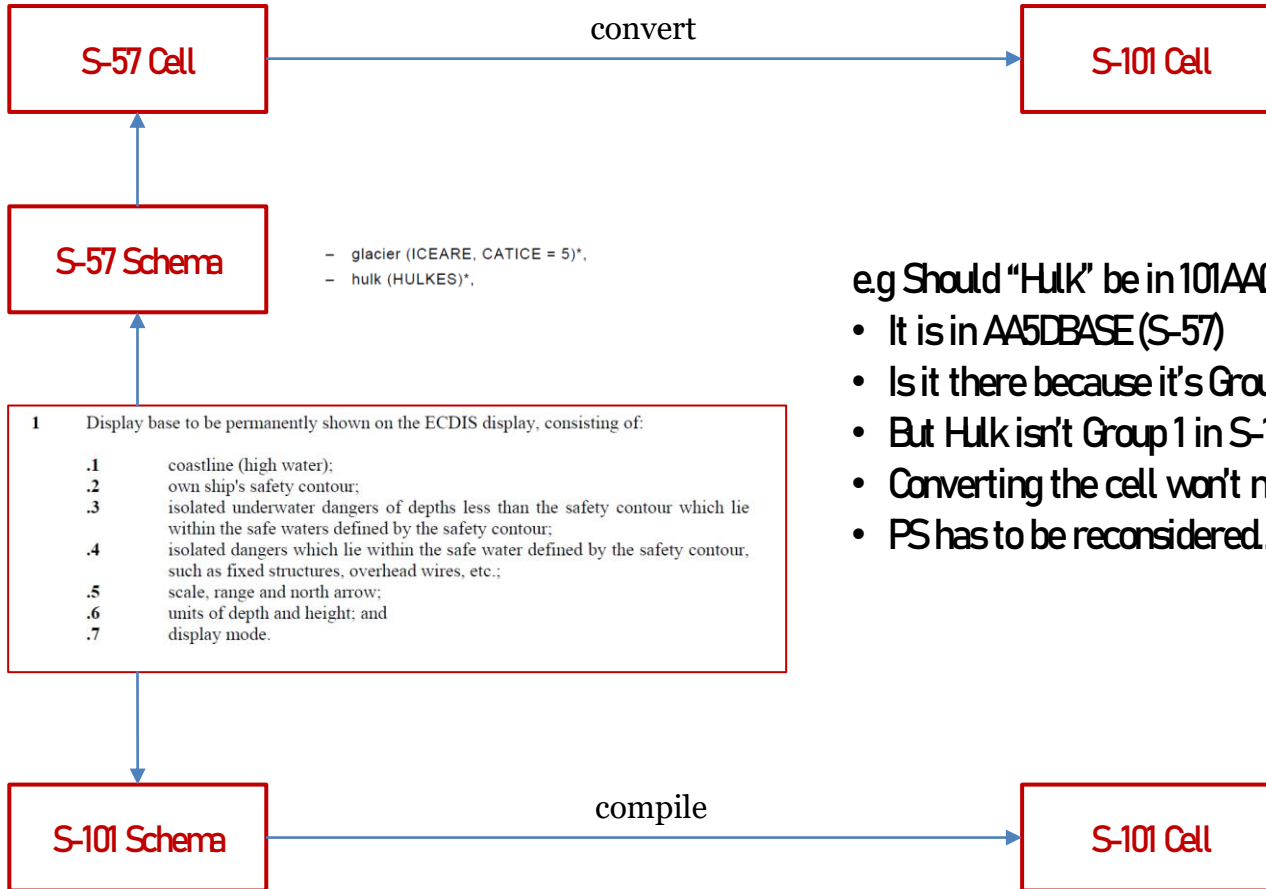 convert
S-57 Cell
S-101 Cell
S-57 Schema
– glacier (ICEARE, CATICE = 5)*,
– hulk (HULKES)*,
e.g Should “Hulk” be in
• It is in AA5DBASE (S-57)
• Is it there because it's
• But Hulk isn't Group 1 in
• Converting the cell won't
• PS has to be reconsidered..
1 Display base to be permanently shown on the ECDIS display, consisting of:
.1 coastline (high water);
.2 own ship's safety contour;
.3 isolated underwater dangers of depths less than the safety contour which lie
within the safe waters defined by the safety contour;
.4 isolated dangers which lie within the safe water defined by the safety contour,
such as fixed structures, overhead wires, etc.;
.5 scale, range and north arrow;
.6 units of depth and height; and
.7 display mode.
compile
S-101 Schema
S-101 Cell